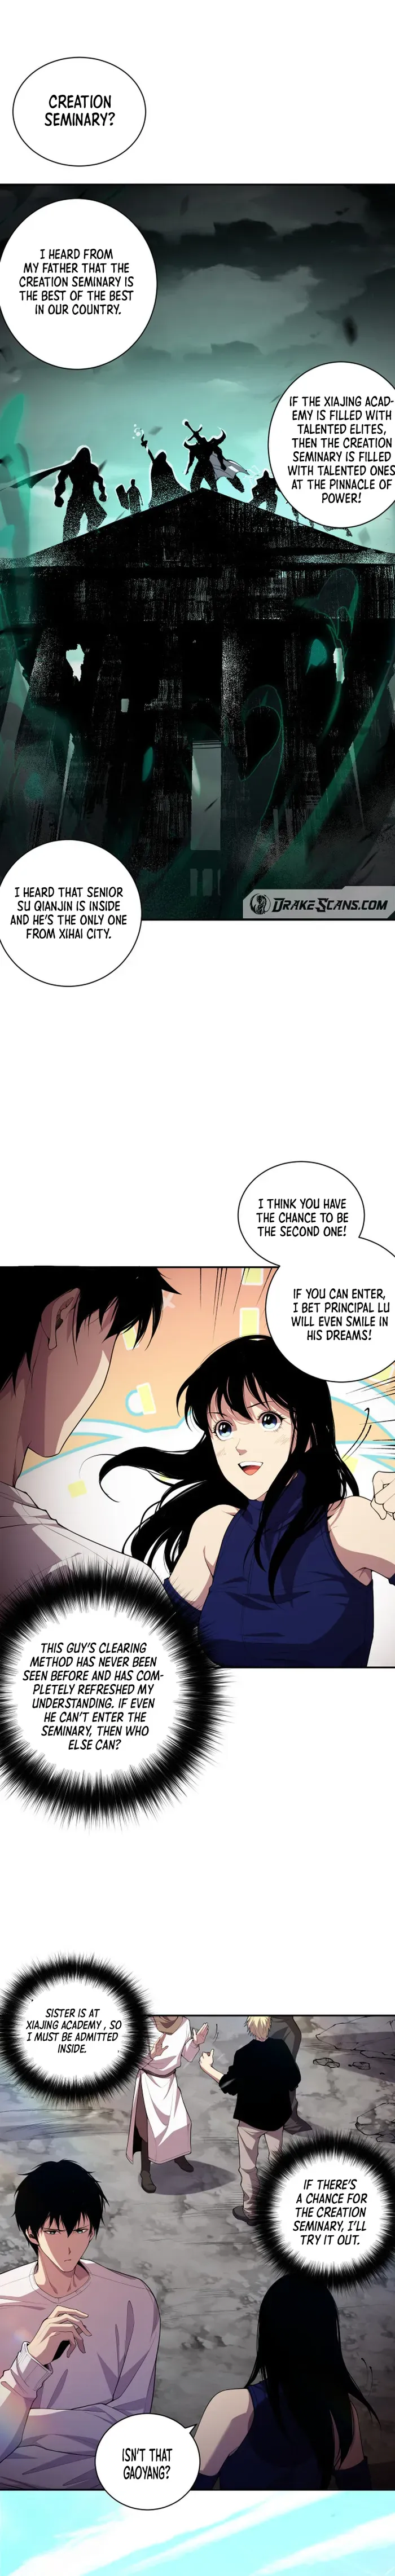 CREATION
SEMINARY?
I HEARD FROM
MY FATHER THAT THE
CREATION SEMINARY IS
THE BEST OF THE BEST
IN OUR COUNTRY.
IF THE XIAJING ACAD-
EMY IS FILLED WITH
TALENTED ELITES,
THEN THE CREATION
SEMINARY IS FILLED
WITH TALENTED ONES
AT THE PINNACLE OF
POWER!
I HEARD THAT SENIOR
SU QIANJIN IS INSIDE
AND HE'S THE ONLY ONE
FROM XIHAI CITY.
DRAKESCANS.COM
I THINK YOU HAVE
THE CHANCE TO BE
THE SECOND ONE!
IF YOU CAN ENTER,
I BET PRINCIPAL LU
WILL EVEN SMILE IN
HIS DREAMS!
THIS GUY'S CLEARING
METHOD HAS NEVER BEEN
SEEN BEFORE AND HAS COM-
PLETELY REFRESHED MY
UNDERSTANDING. IF EVEN
HE CAN'T ENTER THE
SEMINARY, THEN WHO
ELSE CAN?
SISTER IS AT
XIAJING ACADEMY , SO
I MUST BE ADMITTED
INSIDE.
IF THERE'S
A CHANCE FOR
THE CREATION
SEMINARY, I'LL
TRY IT OUT.
ISN'T THAT
GAOYANG?